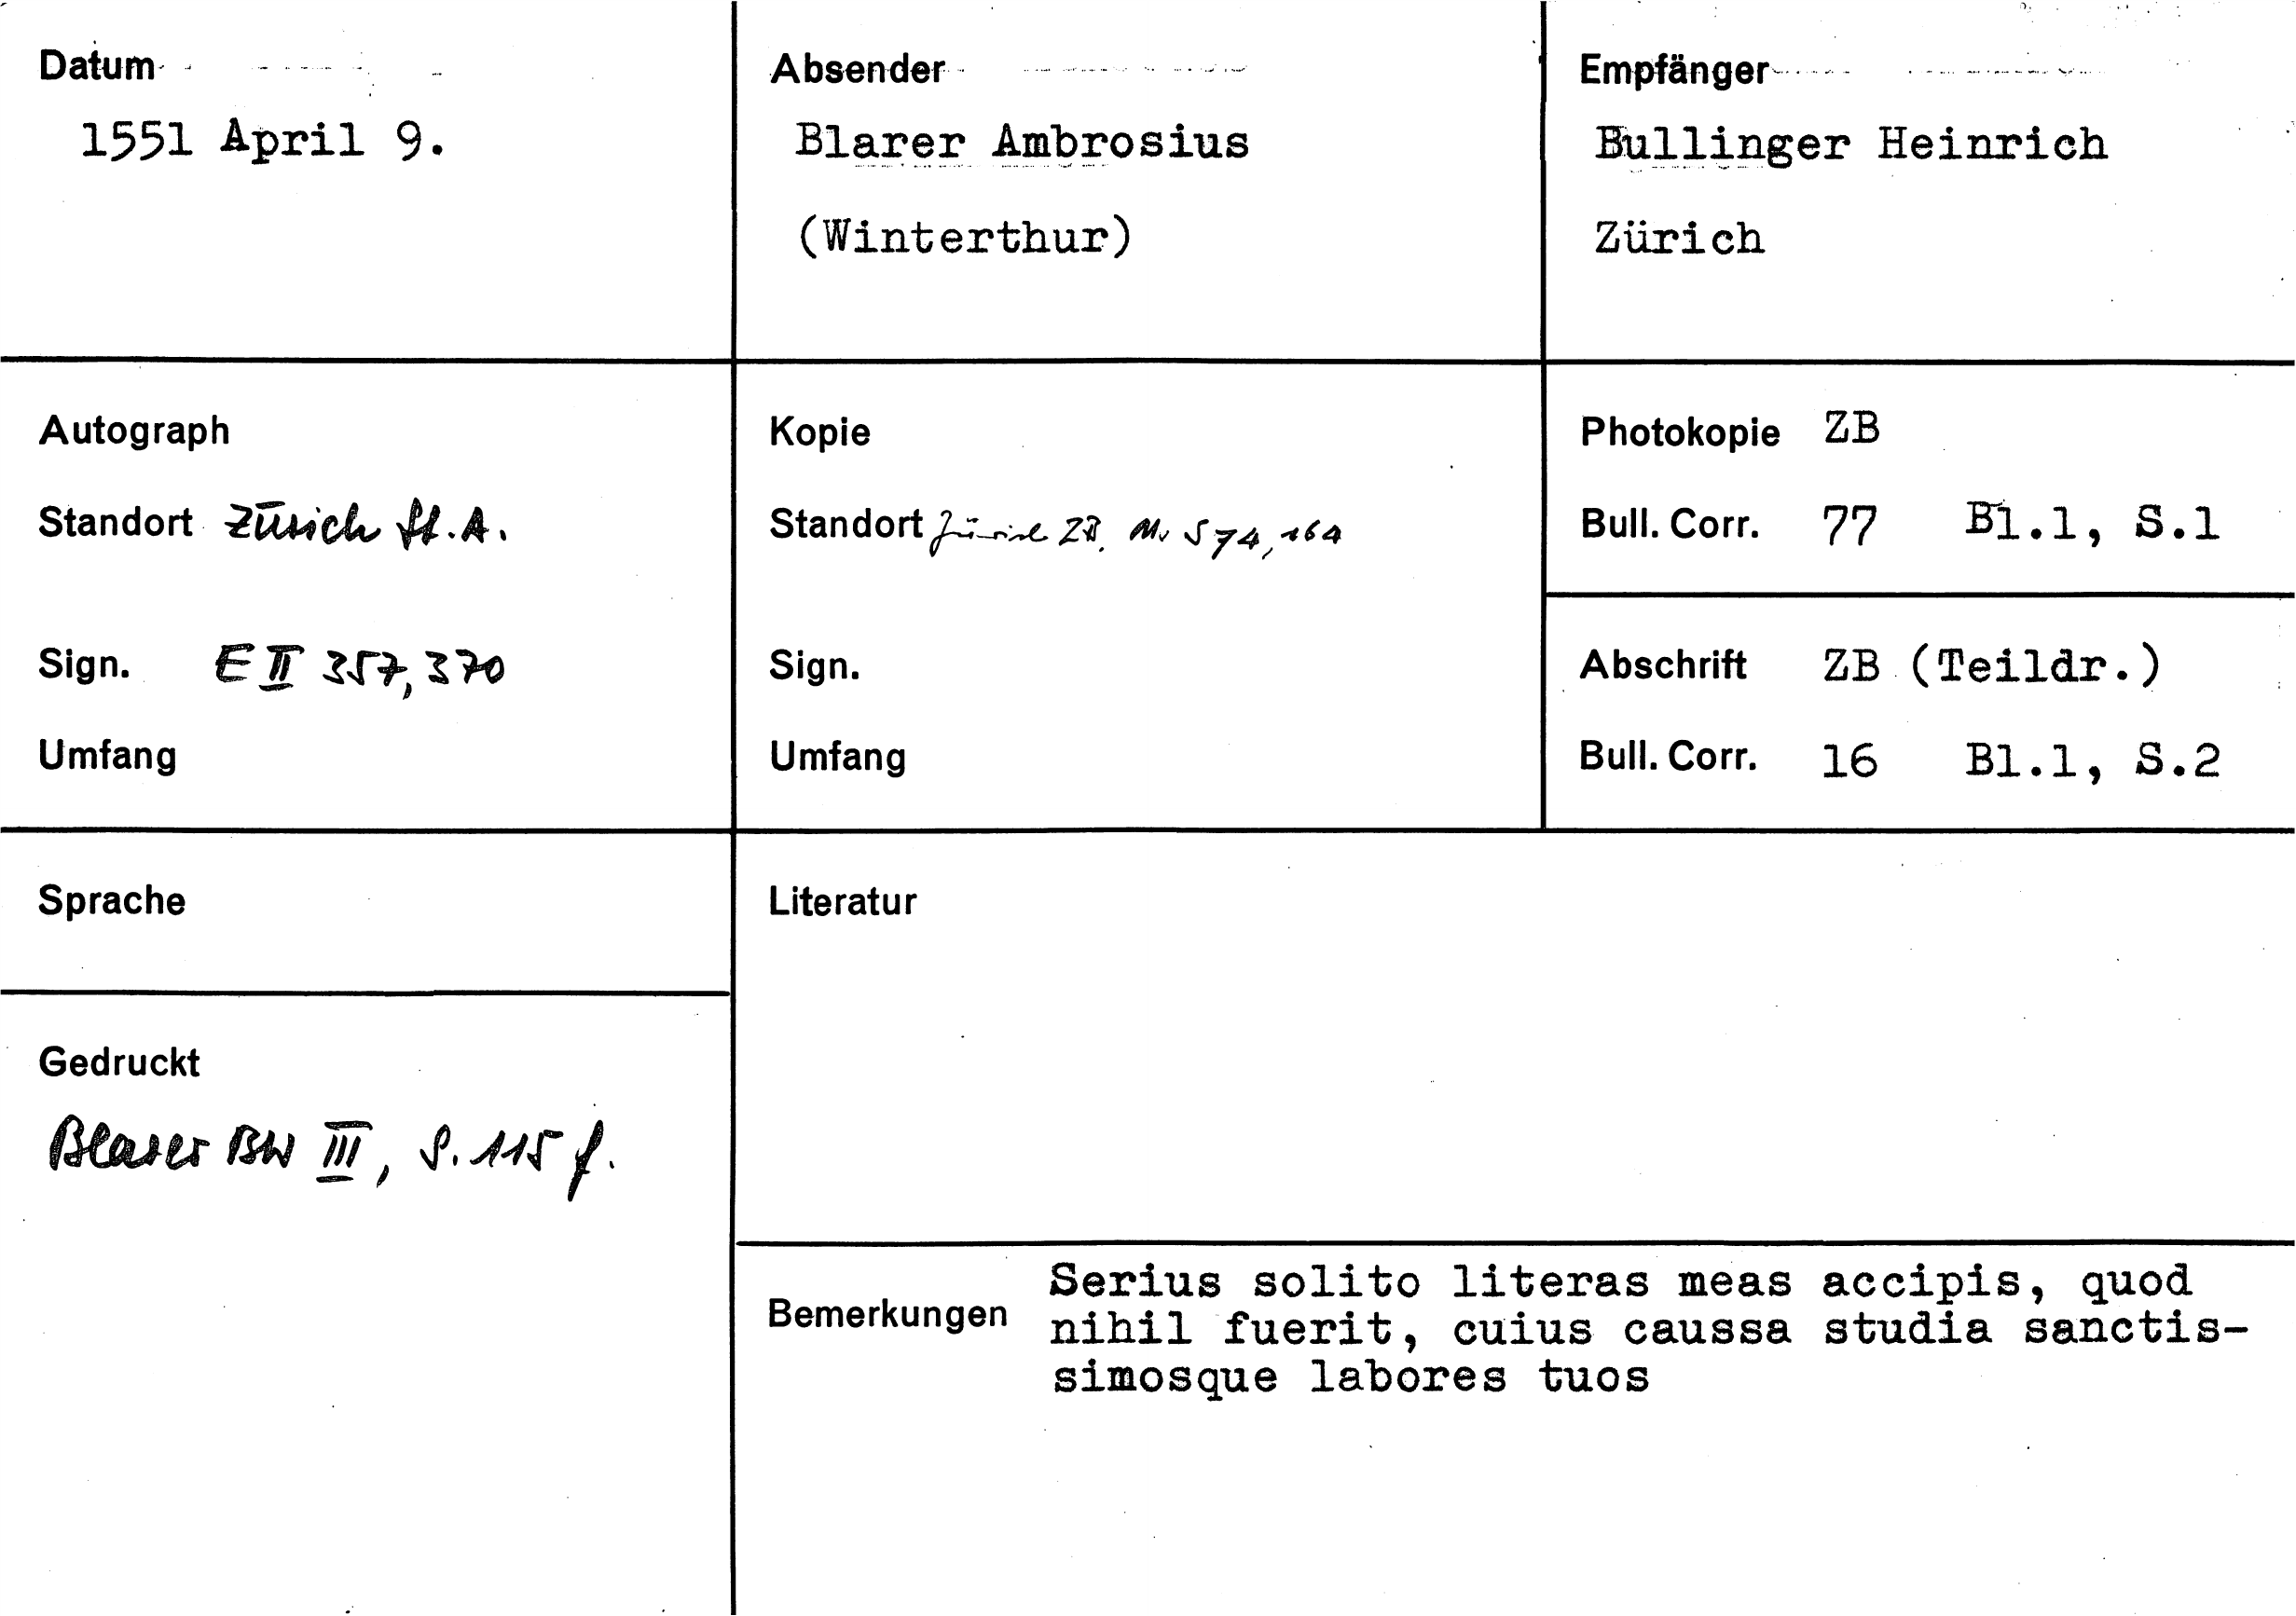 Datum
1551 April 9.
Absender
Blarer Ambrosius
(Winterthur)
Empfänger
Bullinger Heinrich
Zürich
Autograph
Standort Zürich St.A.
Sign. E II 357, 370
Umfang
Kopie
Standort Zürich ZB, Ms S 74, 164
Sign.
Umfang
Photokopie ZB
Bull. Corr. 77 Bl.1, S.1
Abschrift ZB (Teildr.)
Bull. Corr. 16 Bl.1, S.2
Sprache
Gedruckt
Blarer BW III, S. 115 f.
Literatur
Bemerkungen
Serius solito literas meas accipis, quod
nihil fuerit, cuius caussa studia sanctis-
simosque labores tuos